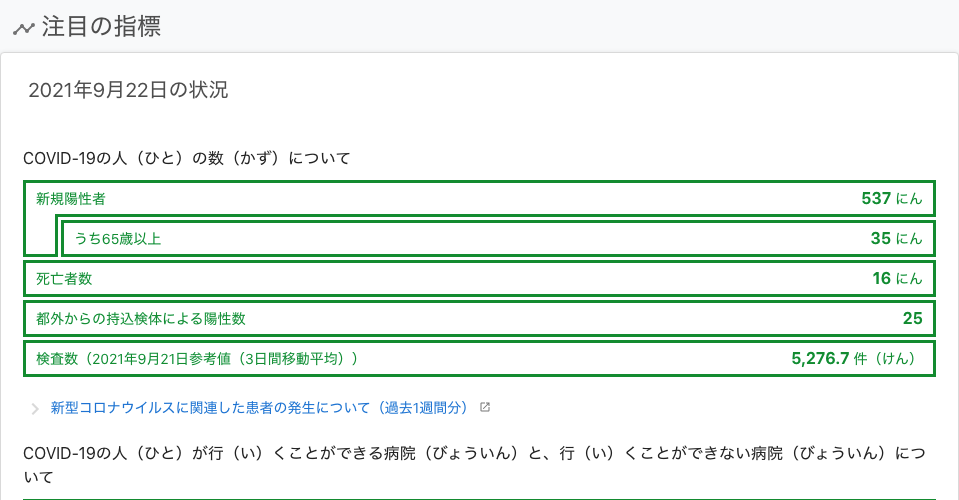 注目の指標
2021年9月22日の状況
COVID-19の人（ひと）の数（かず）について
新規陽性者 537 にん
うち65歳以上 35 にん
死亡者数 16 にん
都外からの持込検体による陽性数 25
検査数（2021年9月21日参考値（3日間移動平均）） 5,276.7 件（けん）
新型コロナウイルスに関連した患者の発生について（過去1週間分）
COVID-19の人（ひと）が行（い）くことができる病院（びょういん）と、行（い）くことができない病院（びょういん）につ
いて